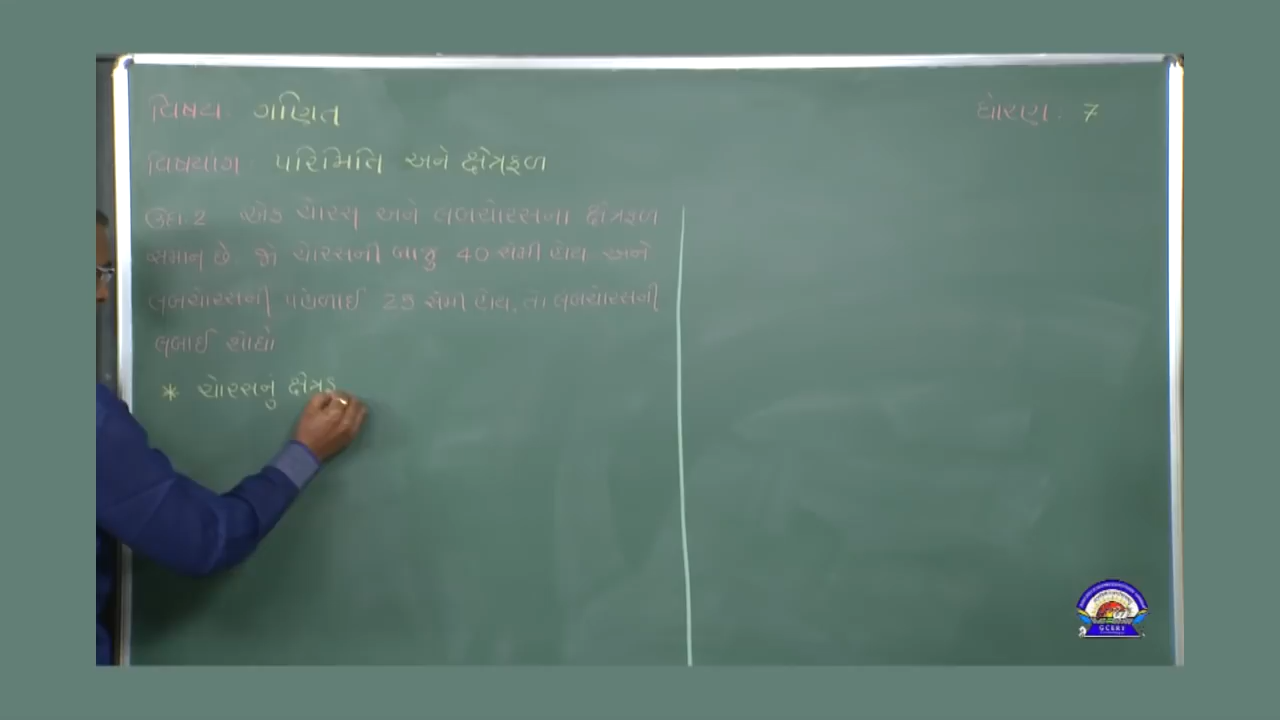 વિષય: ગણિત
ધોરણ: 7
વિષયાંગ: પરિમિતિ અને ક્ષેત્રફળ
ઉદા.2 એક ચોરસ અને લંબચોરસના ક્ષેત્રફળ
સમાન છે જો ચોરસની બાજુ 40 સેમી હોય અને
લંબચોરસની પહોળાઈ 25 સેમી હોય, તો લંબચોરસની
લંબાઈ શોધો
* ચોરસનું ક્ષેત્રફ
GCERT